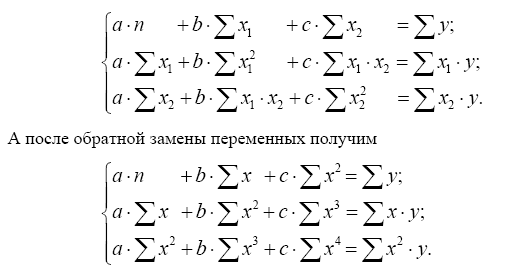 a·n + b·∑x₁ + c·∑x₂ = ∑y;
a·∑x₁ + b·∑x₁² + c·∑x₁·x₂ = ∑x₁·y;
a·∑x₂ + b·∑x₁·x₂ + c·∑x₂² = ∑x₂·y.
А после обратной замены переменных получим
a·n + b·∑x + c·∑x² = ∑y;
a·∑x + b·∑x² + c·∑x³ = ∑x·y;
a·∑x² + b·∑x³ + c·∑x⁴ = ∑x²·y.